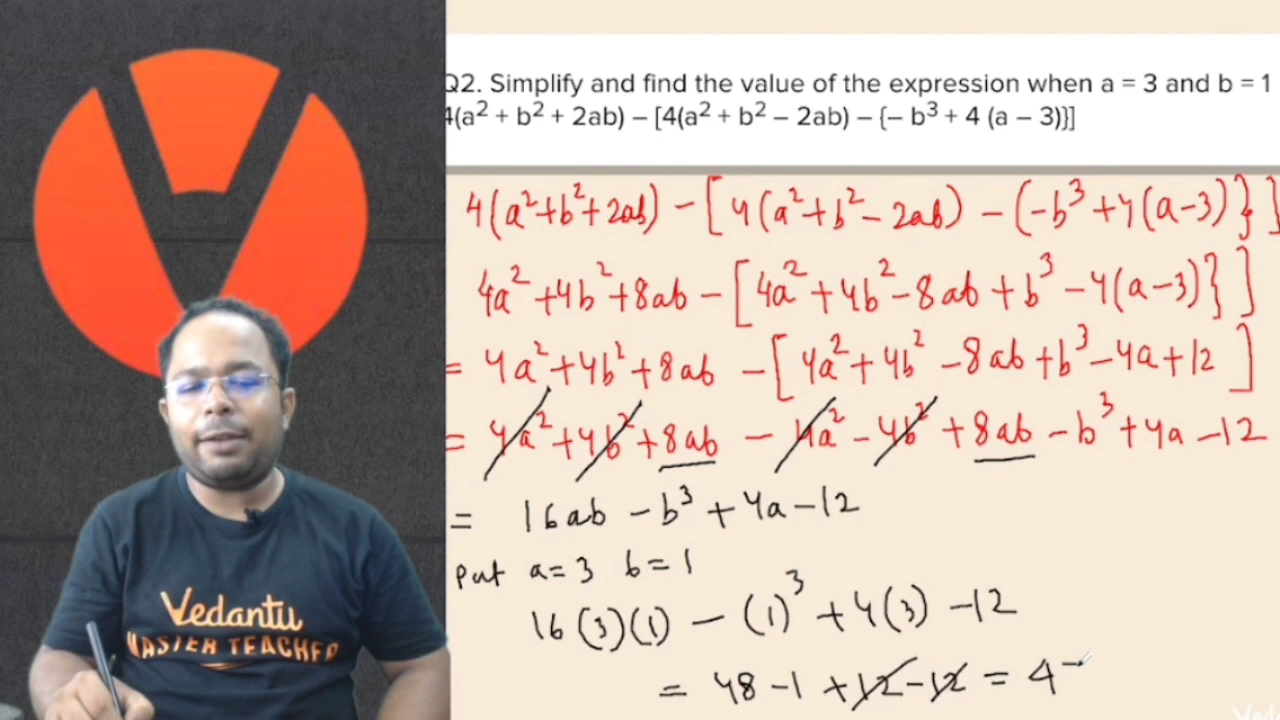 Q2. Simplify and find the value of the expression when a = 3 and b = 1
4(a² + b² + 2ab) – [4(a² + b² – 2ab) – {– b³ + 4 (a – 3)}]
4(a²+b²+2ab) – [4(a²+b²–2ab) – (–b³+4(a–3)}]
4a²+4b²+8ab – [4a²+4b²–8ab+b³–4(a–3)}]
= 4a²+4b²+8ab – [4a²+4b²–8ab+b³–4a+12]
= 4a²+4b²+8ab – 4a²–4b²+8ab–b³+4a–12
= 16ab – b³+4a–12
put a=3 b=1
16(3)(1) – (1)³+4(3)–12
= 48–1+12–12 = 4
Vedantu
MASTER TEACHER